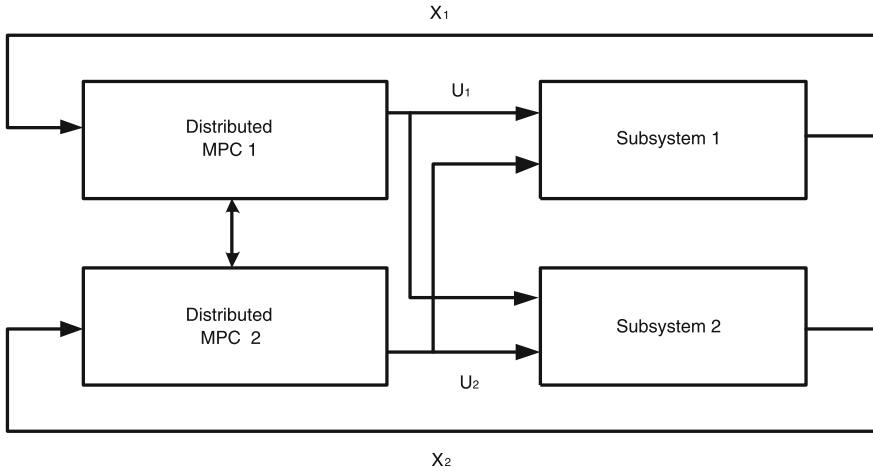 X1
Distributed
MPC 1
U1
Subsystem 1
Distributed
MPC 2
Subsystem 2
U2
X2